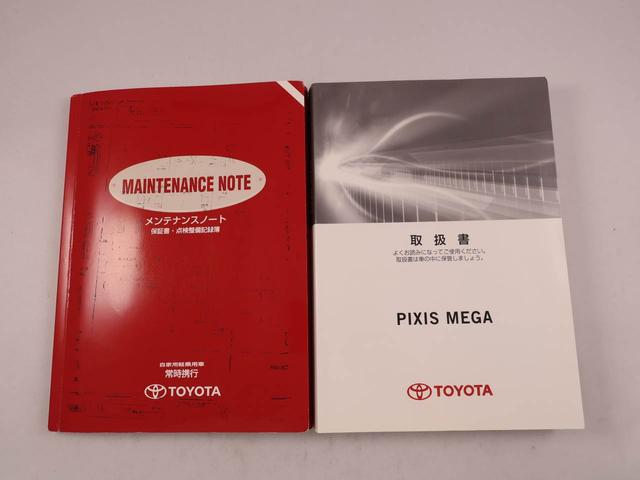 MAINTENANCE NOTE
メンテナンスノート
保証書・点検整備記録簿
自家用軽乗用車
常時携行
TOYOTA
取扱書
よくお読みになってご使用ください。
取扱書は車の中に保管しましょう。
PIXIS MEGA
TOYOTA